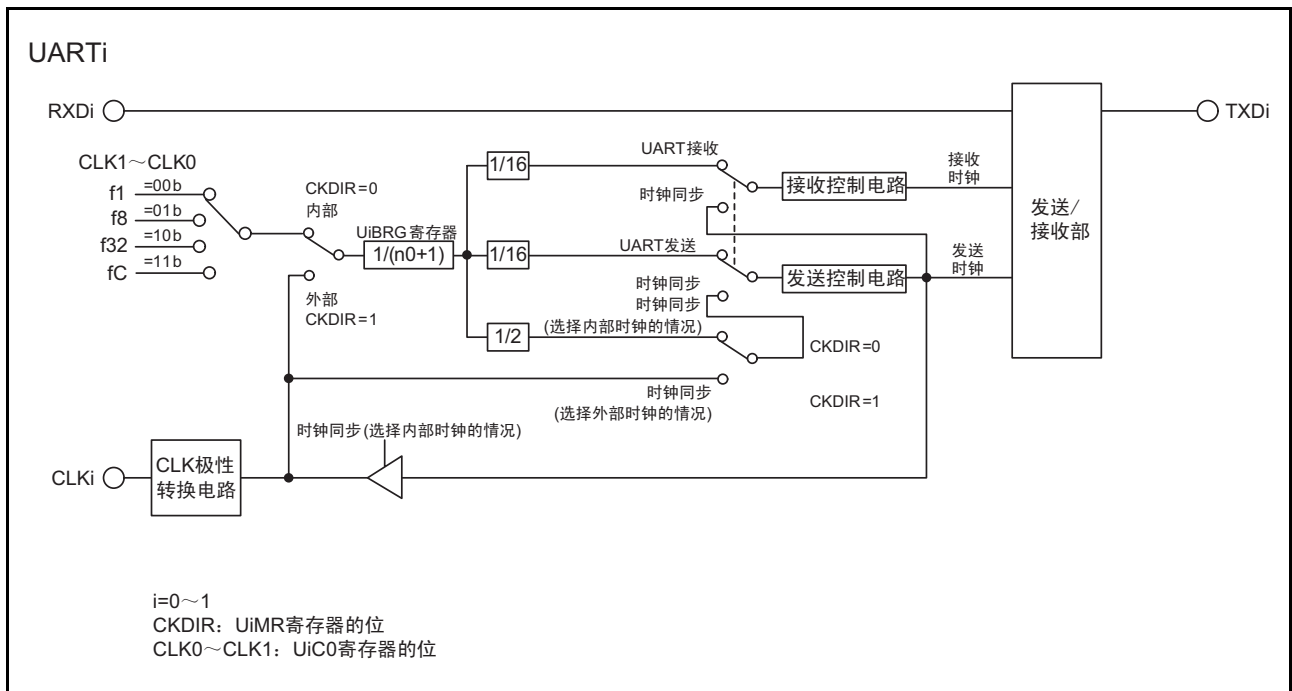 UARTi
RXDi
TXDi
CLK1～CLK0
f1
=00b
f8
=01b
f32
=10b
fC
=11b
CKDIR=0
内部
外部
CKDIR=1
UiBRG寄存器
1/(n0+1)
1/16
UART接收
时钟同步
接收控制电路
接收
时钟
1/16
UART发送
时钟同步
发送控制电路
发送
时钟
发送/
接收部
时钟同步
(选择内部时钟的情况)
1/2
CKDIR=0
时钟同步
(选择外部时钟的情况)
CKDIR=1
时钟同步(选择内部时钟的情况)
CLKi
CLK极性
转换电路
i=0～1
CKDIR：UiMR寄存器的位
CLK0～CLK1：UiC0寄存器的位